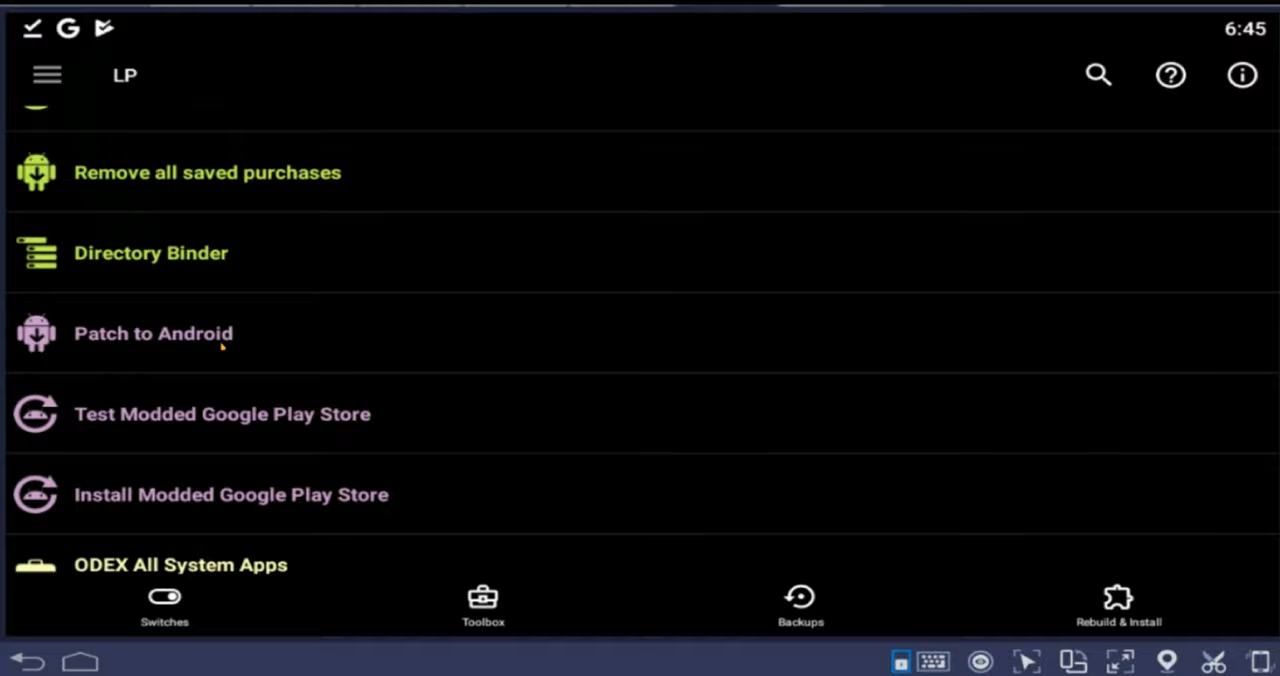 6:45
LP
Remove all saved purchases
Directory Binder
Patch to Android
Test Modded Google Play Store
Install Modded Google Play Store
ODEX All System Apps
Switches
Toolbox
Backups
Rebuild & Install